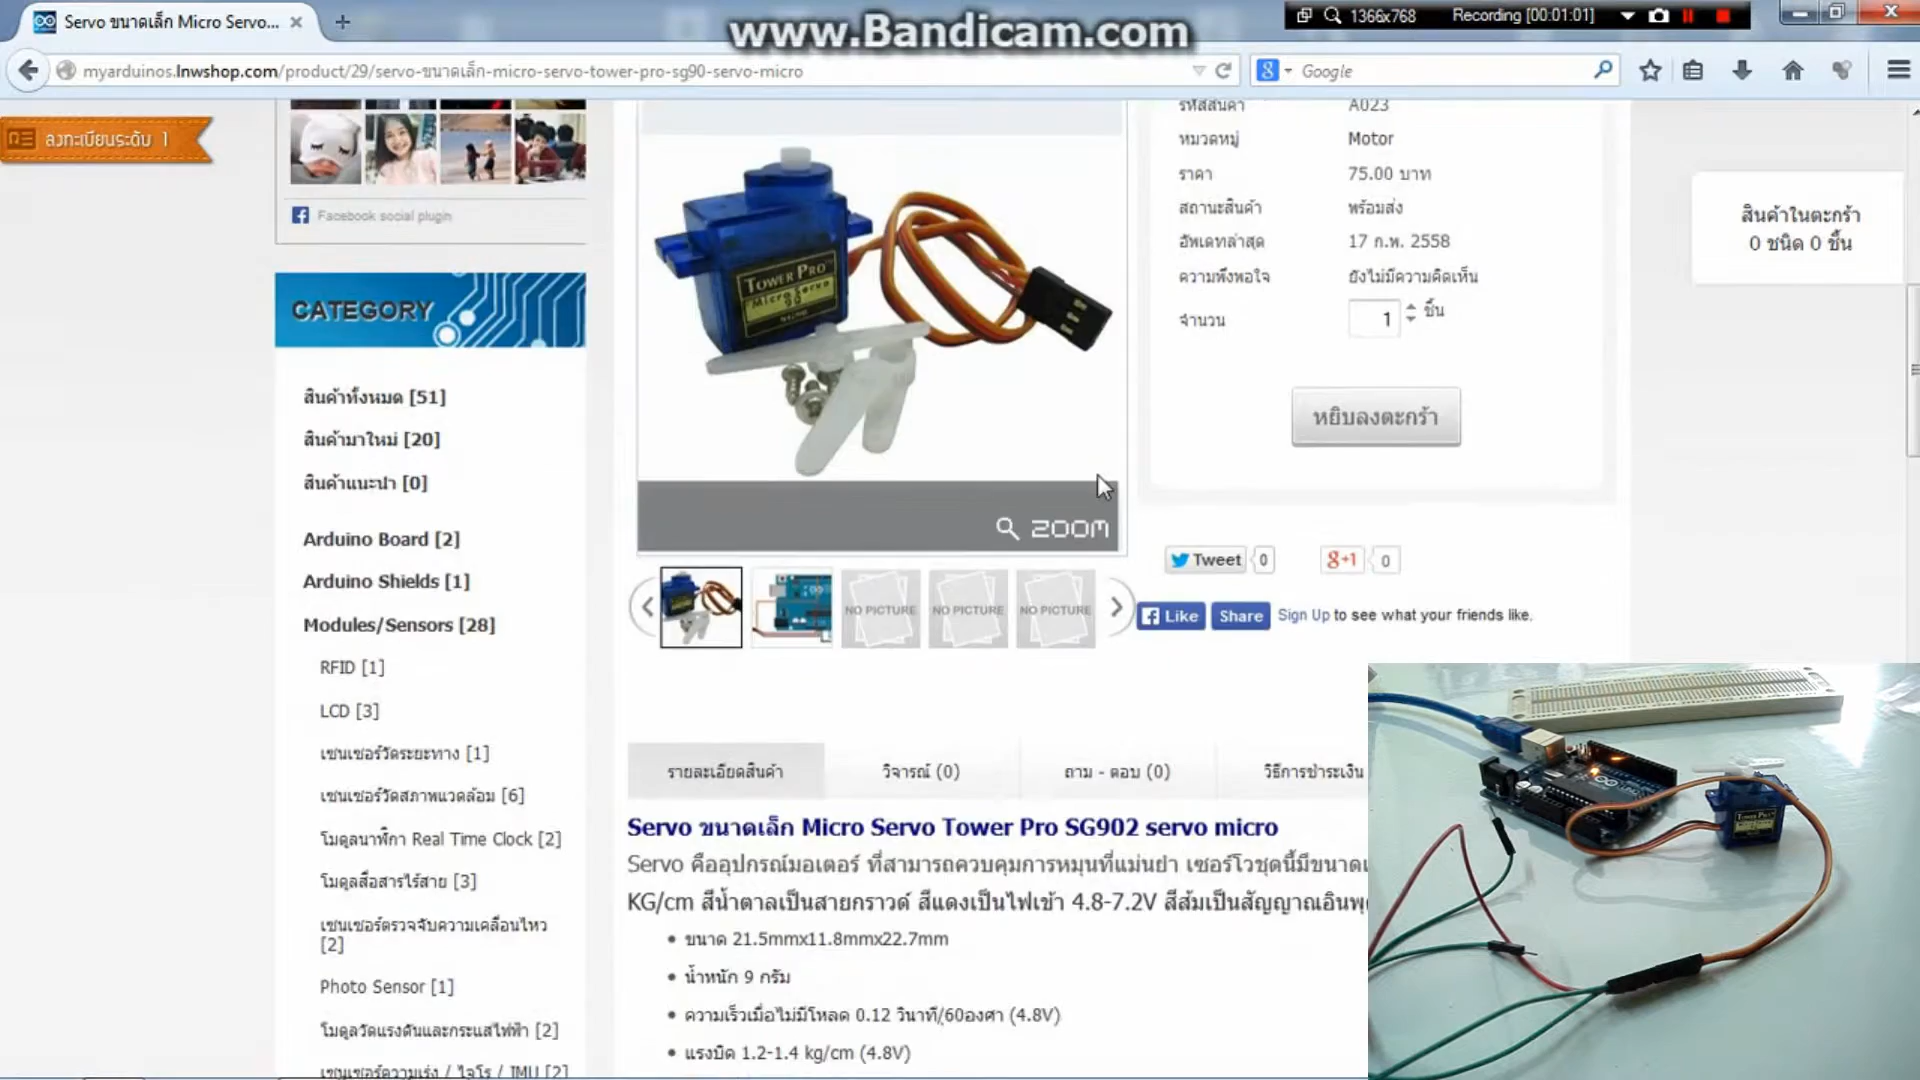 Servo ขนาดเล็ก Micro Servo...
www.Bandicam.com
1366x768
Recording [00:01:01]
myarduinos.lnwshop.com/product/29/servo-ขนาดเล็ก-micro-servo-tower-pro-sg90-servo-micro
Google
ลงทะเบียนระดับ 1
Facebook social plugin
CATEGORY
สินค้าทั้งหมด [51]
สินค้ามาใหม่ [20]
สินค้าแนะนำ [0]
Arduino Board [2]
Arduino Shields [1]
Modules/Sensors [28]
RFID [1]
LCD [3]
เซนเซอร์วัดระยะทาง [1]
เซนเซอร์วัดสภาพแวดล้อม [6]
โมดูลนาฬิกา Real Time Clock [2]
โมดูลสื่อสารไร้สาย [3]
เซนเซอร์ตรวจจับความเคลื่อนไหว
[2]
Photo Sensor [1]
โมดูลวัดแรงดันและกระแสไฟฟ้า [2]
เซนเซอร์ความเร่ง / ไจโร / IMU [2]
TOWER PRO
Micro Servo
90
ZOOM
NO PICTURE
NO PICTURE
NO PICTURE
รหัสสินค้า A023
หมวดหมู่ Motor
ราคา 75.00 บาท
สถานะสินค้า พร้อมส่ง
อัพเดทล่าสุด 17 ก.พ. 2558
ความพึงพอใจ ยังไม่มีความคิดเห็น
จำนวน 1 ชิ้น
หยิบลงตะกร้า
Tweet 0
g+1 0
Like Share Sign Up to see what your friends like.
สินค้าในตะกร้า
0 ชนิด 0 ชิ้น
รายละเอียดสินค้า วิจารณ์ (0) ถาม - ตอบ (0) วิธีการชำระเงิน
Servo ขนาดเล็ก Micro Servo Tower Pro SG902 servo micro
Servo คืออุปกรณ์มอเตอร์ ที่สามารถควบคุมการหมุนที่แม่นยำ เซอร์โวชุดนี้มีขนาดเ
KG/cm สีน้ำตาลเป็นสายกราวด์ สีแดงเป็นไฟเข้า 4.8-7.2V สีส้มเป็นสัญญาณอินพุ
ขนาด 21.5mmx11.8mmx22.7mm
น้ำหนัก 9 กรัม
ความเร็วเมื่อไม่มีโหลด 0.12 วินาที/60องศา (4.8V)
แรงบิด 1.2-1.4 kg/cm (4.8V)
TOWER PRO